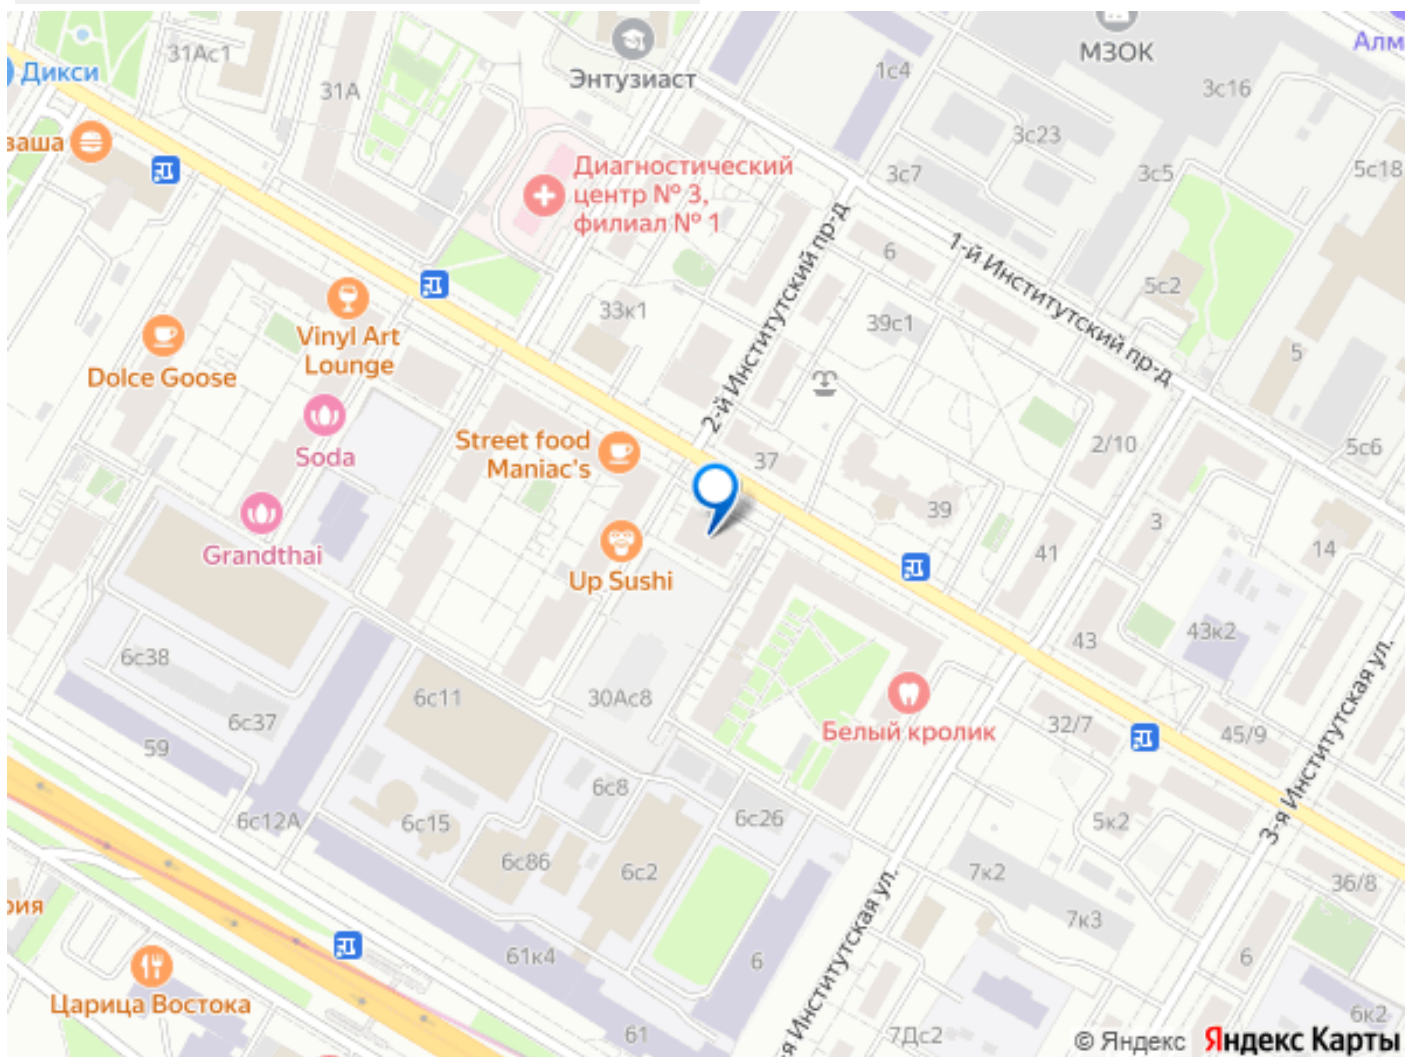 МЗОК
Алм
31Ас1
Энтузиаст
1с4
Дикси
31А
3с16
3с23
ваша
Диагностический
центр № 3,
филиал № 1
3с7
3с5
5с18
6
1-й Институтский пр-д
5с2
2-й Институтский пр-д
33к1
39с1
Vinyl Art
Lounge
5
Dolce Goose
Street food
Maniac's
Soda
2/10
5с6
37
39
3
14
Grandthai
41
Up Sushi
43
43к2
6с38
6с11
30Ас8
6с37
59
Белый кролик
32/7
45/9
3-я Институтская ул.
6с8
6с12А
6с15
6с26
5к2
6с86
6с2
7к2
36/8
рия
7к3
61к4
6
6
Царица Востока
61
-я Институтская ул.
7Дс2
6к2
© Яндекс Яндекс Карты